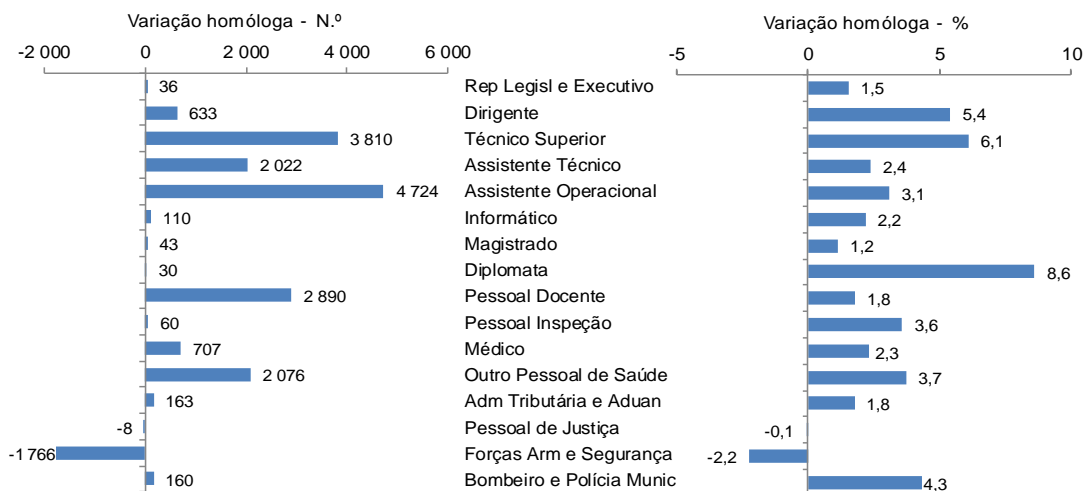 Variação homóloga - N.º
Variação homóloga - %
-2 000 0 2 000 4 000 6 000
-5 0 5 10
36 Rep Legisl e Executivo 1,5
633 Dirigente 5,4
3 810 Técnico Superior 6,1
2 022 Assistente Técnico 2,4
4 724 Assistente Operacional 3,1
110 Informático 2,2
43 Magistrado 1,2
30 Diplomata 8,6
2 890 Pessoal Docente 1,8
60 Pessoal Inspeção 3,6
707 Médico 2,3
2 076 Outro Pessoal de Saúde 3,7
163 Adm Tributária e Aduan 1,8
-8 Pessoal de Justiça -0,1
-1 766 Forças Arm e Segurança -2,2
160 Bombeiro e Polícia Munic 4,3